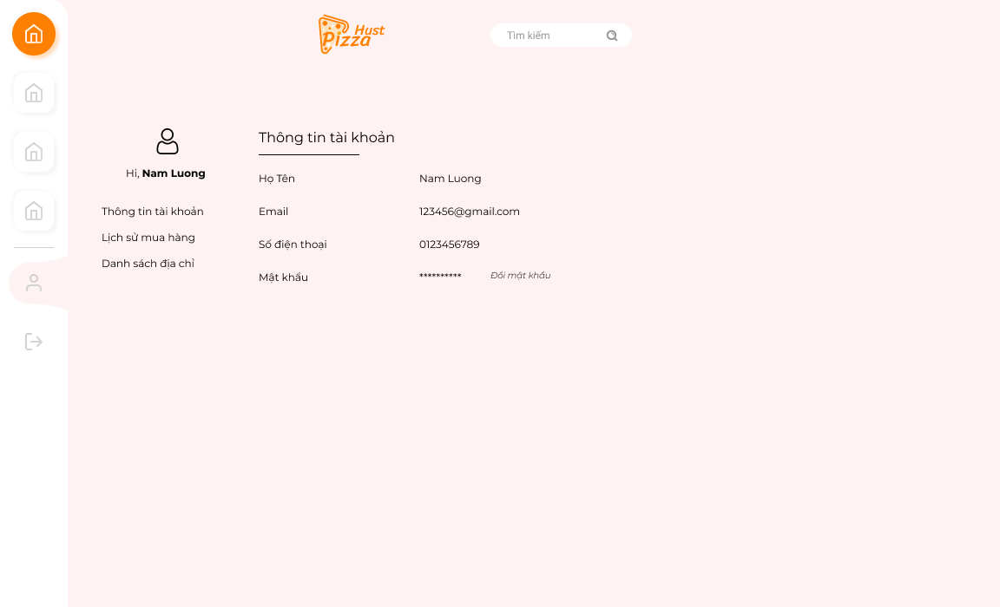 Hust
Pizza
Tìm kiếm
Hi, Nam Luong
Thông tin tài khoản
Lịch sử mua hàng
Danh sách địa chỉ
Thông tin tài khoản
Họ Tên Nam Luong
Email 123456@gmail.com
Số điện thoại 0123456789
Mật khẩu ********** Đổi mật khẩu